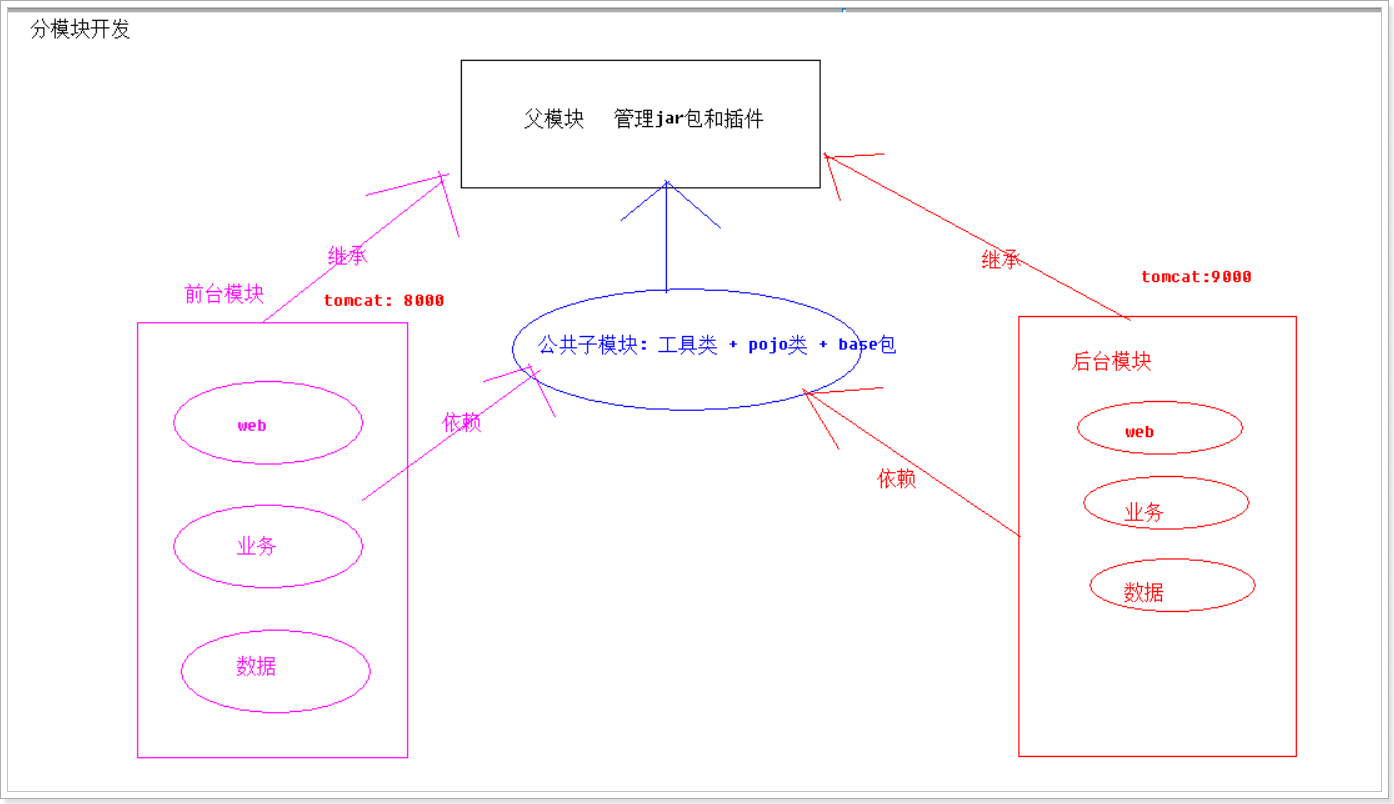 分模块开发
父模块 管理jar包和插件
继承
继承
前台模块
tomcat: 8000
tomcat:9000
公共子模块: 工具类 + pojo类 + base包
后台模块
web
依赖
web
依赖
业务
业务
数据
数据